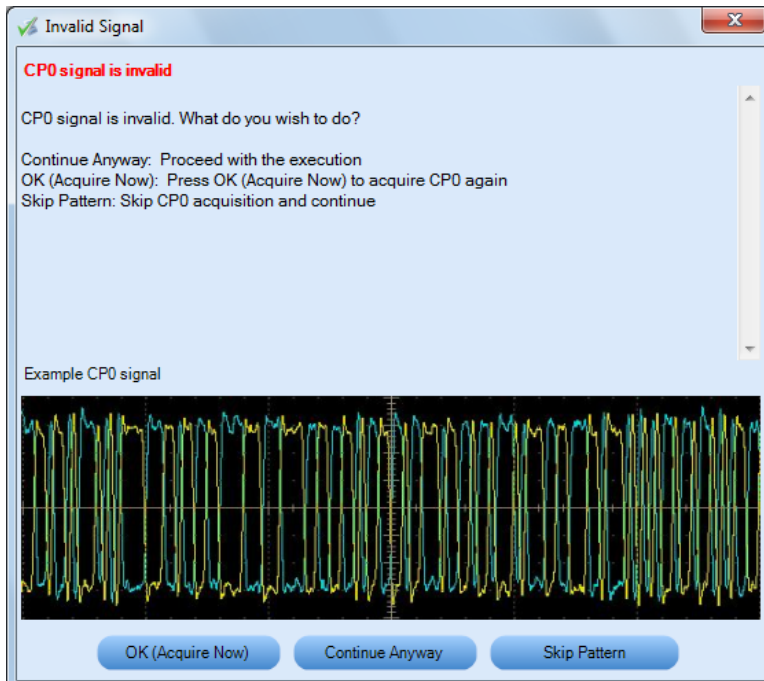 Invalid Signal
CP0 signal is invalid
CP0 signal is invalid. What do you wish to do?
Continue Anyway: Proceed with the execution
OK (Acquire Now): Press OK (Acquire Now) to acquire CP0 again
Skip Pattern: Skip CP0 acquisition and continue
Example CP0 signal
OK (Acquire Now) Continue Anyway Skip Pattern